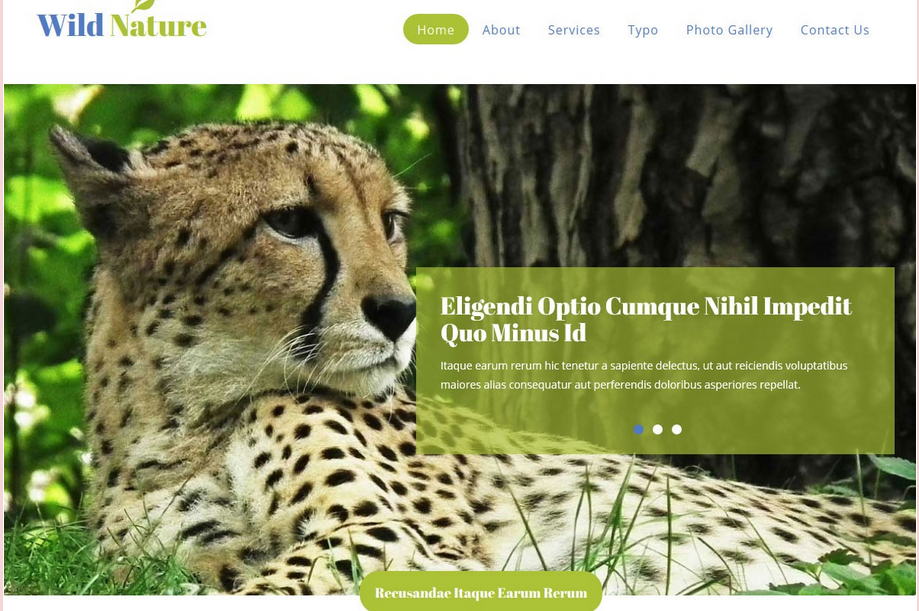 Wild Nature
Home About Services Typo Photo Gallery Contact Us
Eligendi Optio Cumque Nihil Impedit
Quo Minus Id
Itaque earum rerum hic tenetur a sapiente delectus, ut aut reiciendis voluptatibus
maiores alias consequatur aut perferendis doloribus asperiores repellat.
Recusandae Itaque Earum Rerum